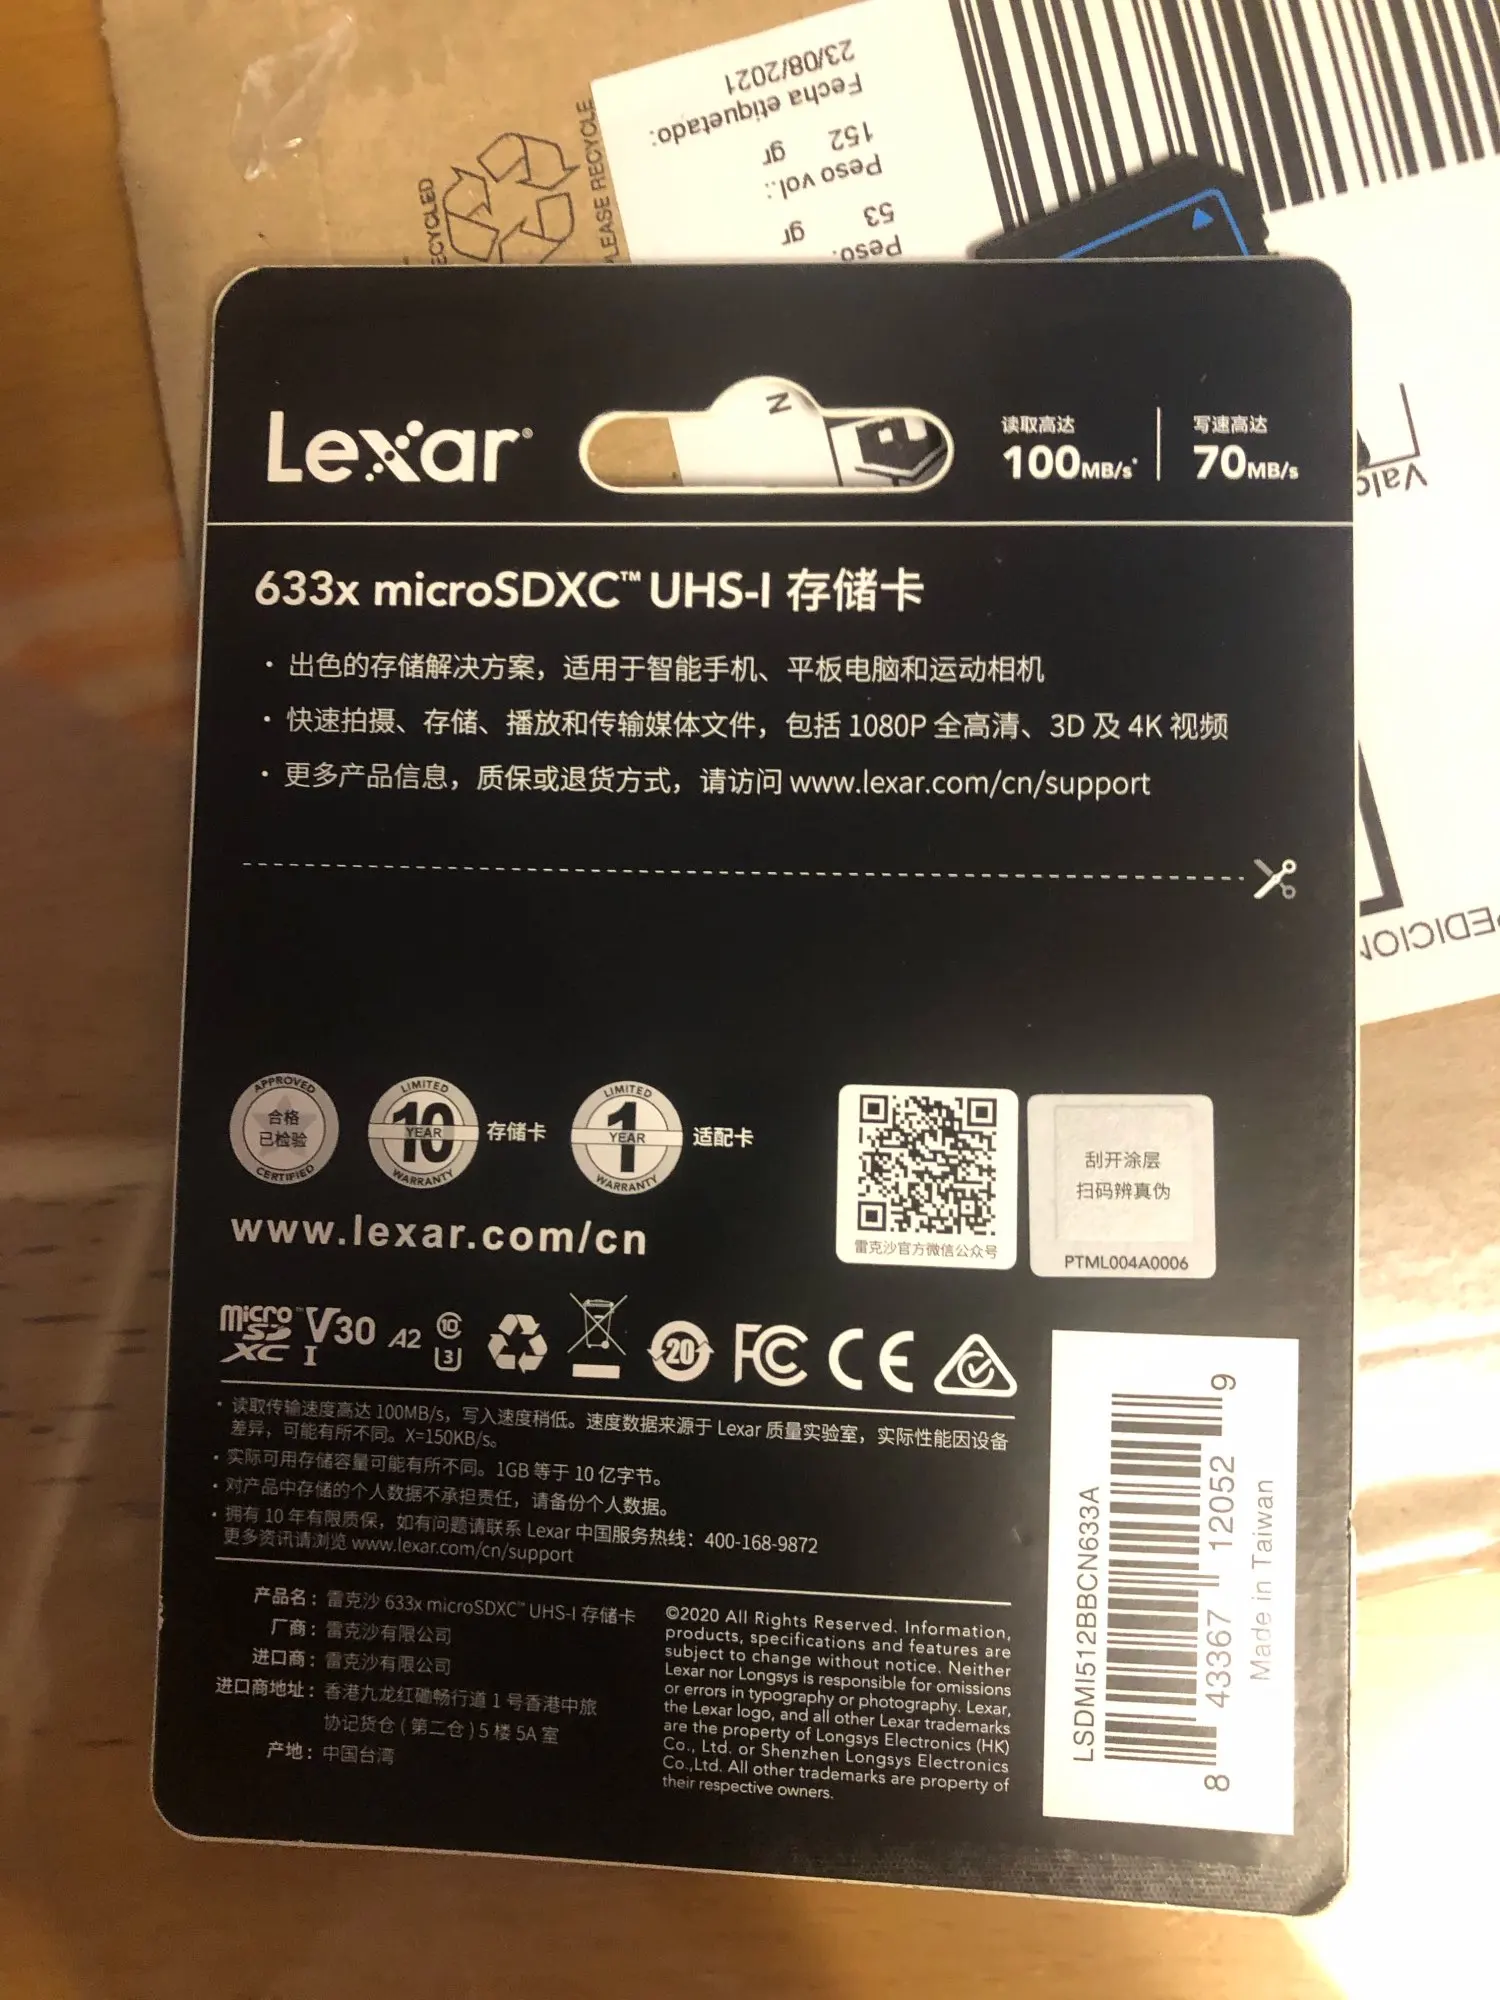 23/08/2021
Fecha etiquetado:
152 gr
Peso vol.:
53 gr
Peso:
PLEASE RECYCLE
ECYCLED
Valo
PEDICION
N
Lexar®
读取高达
100MB/s*
写速高达
70MB/s
633x microSDXC™ UHS-I 存储卡
· 出色的存储解决方案，适用于智能手机、平板电脑和运动相机
· 快速拍摄、存储、播放和传输媒体文件，包括 1080P 全高清、3D 及 4K 视频
· 更多产品信息，质保或退货方式，请访问 www.lexar.com/cn/support
APPROVED
合格
已检验
CERTIFIED
LIMITED
10
YEAR
WARRANTY
存储卡
LIMITED
1
YEAR
WARRANTY
适配卡
雷克沙官方微信公众号
刮开涂层
扫码辨真伪
PTML004A0006
www.lexar.com/cn
micro SD XC I ™ V30 A2 10 3 20 FC CE
· 读取传输速度高达 100MB/s，写入速度稍低。速度数据来源于 Lexar 质量实验室，实际性能因设备
差异，可能有所不同。X=150KB/s。
· 实际可用存储容量可能有所不同。1GB 等于 10 亿字节。
· 对产品中存储的个人数据不承担责任，请备份个人数据。
· 拥有 10 年有限质保，如有问题请联系 Lexar 中国服务热线：400-168-9872
更多资讯请浏览 www.lexar.com/cn/support
产品名：雷克沙 633x microSDXC™ UHS-I 存储卡
厂商：雷克沙有限公司
进口商：雷克沙有限公司
进口商地址：香港九龙红磡畅行道 1 号香港中旅
协记货仓 ( 第二仓 ) 5 楼 5A 室
产地：中国台湾
©2020 All Rights Reserved. Information,
products, specifications and features are
subject to change without notice. Neither
Lexar nor Longsys is responsible for omissions
or errors in typography or photography. Lexar,
the Lexar logo, and all other Lexar trademarks
are the property of Longsys Electronics (HK)
Co., Ltd. or Shenzhen Longsys Electronics
Co.,Ltd. All other trademarks are property of
their respective owners.
LSDMI512BBCN633A
8 43367 12052 9
Made in Taiwan